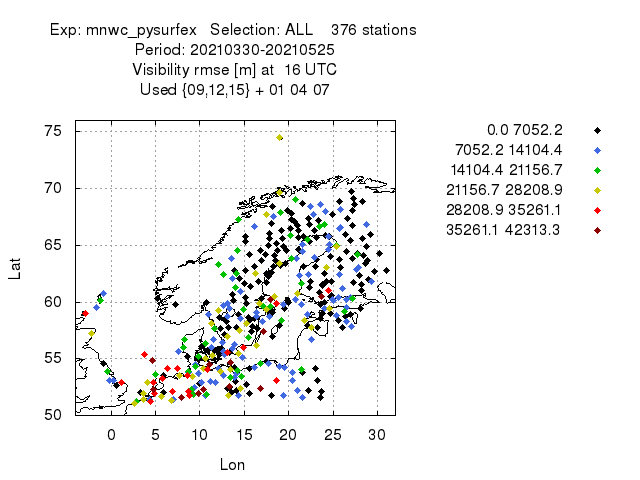 Exp: mnwc_pysurfex   Selection: ALL    376 stations
Period: 20210330-20210525
Visibility rmse [m] at  16 UTC
Used {09,12,15} + 01 04 07
0.0 7052.2
7052.2 14104.4
14104.4 21156.7
21156.7 28208.9
28208.9 35261.1
35261.1 42313.3
75
70
65
60
55
50
Lat
0 5 10 15 20 25 30
Lon